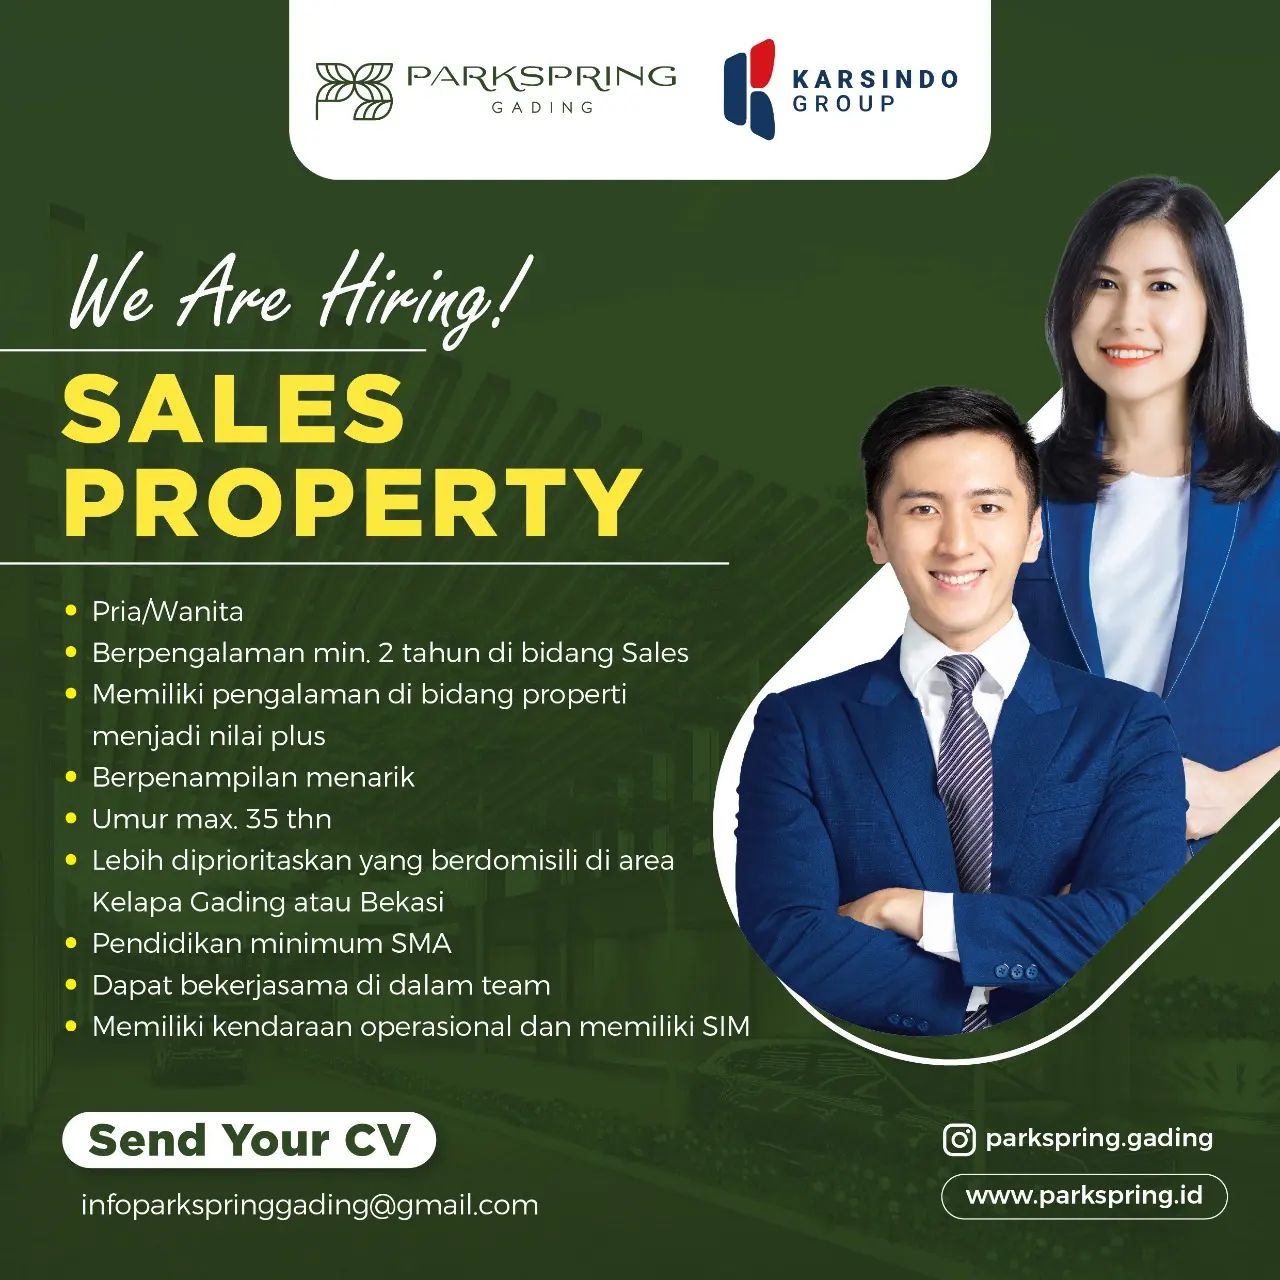 PARKSPRING
GADING
KARSINDO
GROUP
We Are Hiring!
SALES
PROPERTY
Pria/Wanita
Berpengalaman min. 2 tahun di bidang Sales
Memiliki pengalaman di bidang properti
menjadi nilai plus
Berpenampilan menarik
Umur max. 35 thn
Lebih diprioritaskan yang berdomisili di area
Kelapa Gading atau Bekasi
Pendidikan minimum SMA
Dapat bekerjasama di dalam team
Memiliki kendaraan operasional dan memiliki SIM
Send Your CV
infoparkspringgading@gmail.com
parkspring.gading
www.parkspring.id